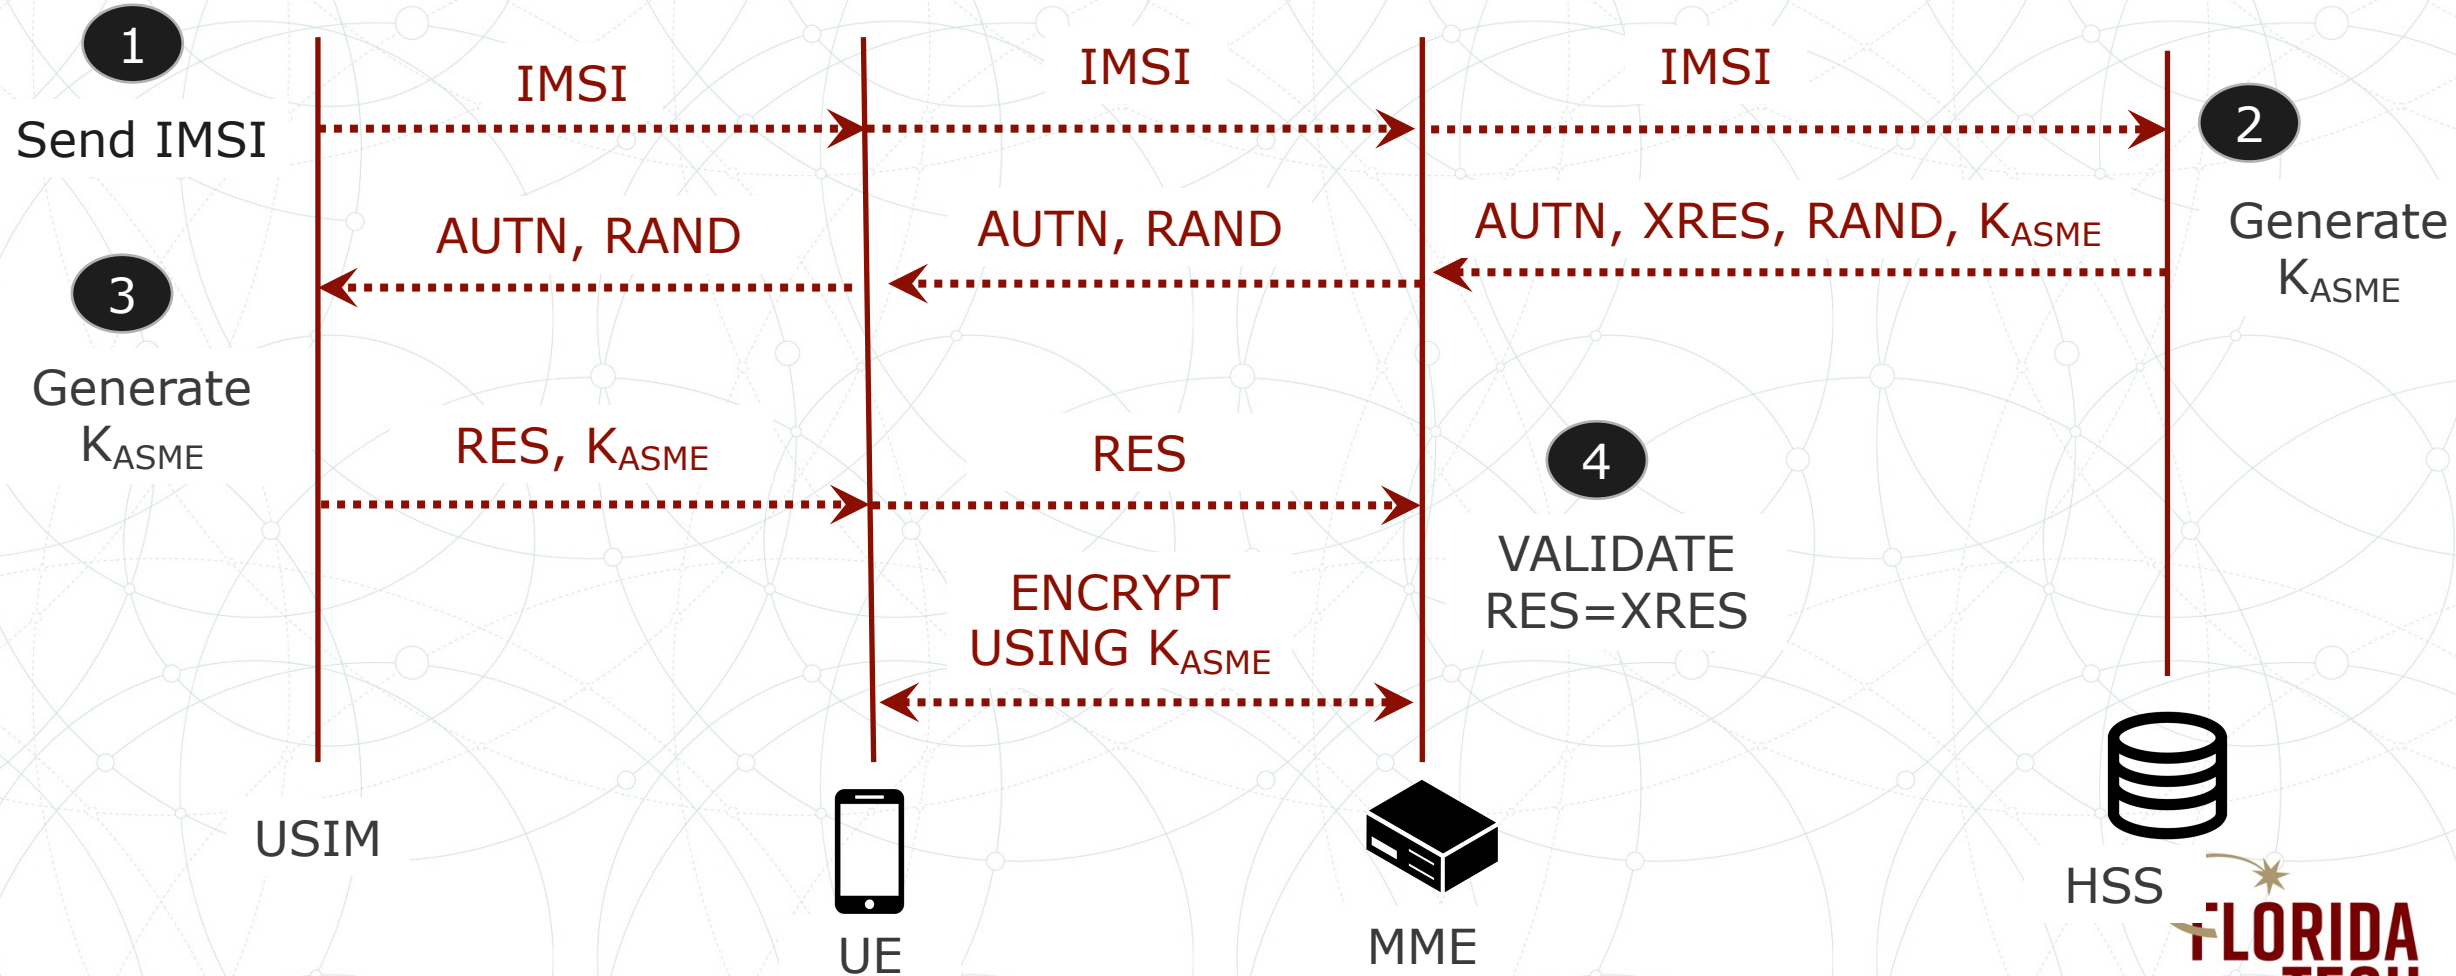 1
Send IMSI
IMSI
IMSI
IMSI
2
Generate
KASME
AUTN, RAND
AUTN, RAND
AUTN, XRES, RAND, KASME
3
Generate
KASME
RES, KASME
RES
4
VALIDATE
RES=XRES
ENCRYPT
USING KASME
USIM
UE
MME
HSS
FLORIDA
TECH